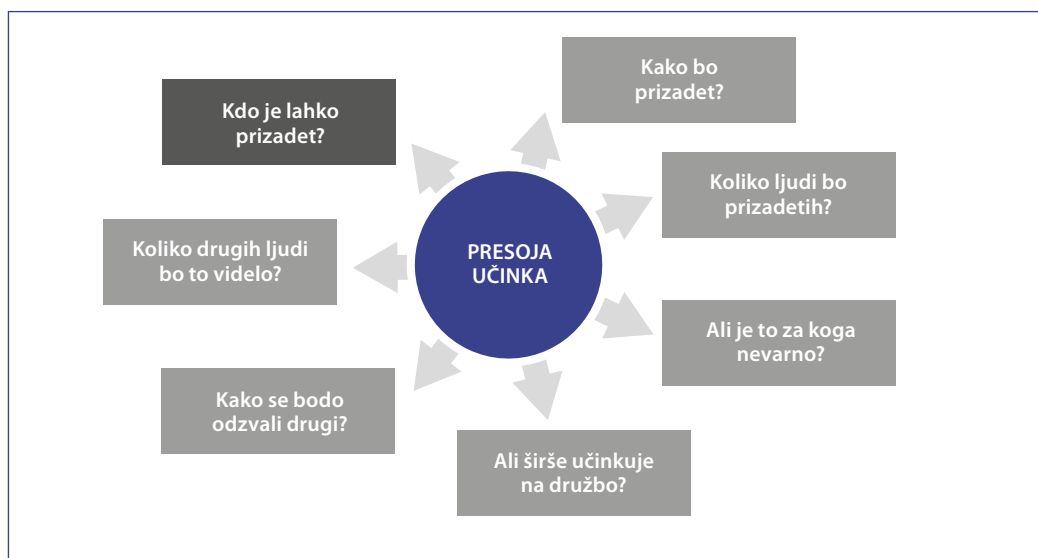 Kdo je lahko
prizadet?
Kako bo
prizadet?
Koliko ljudi bo
prizadetih?
Ali je to za koga
nevarno?
Ali širše učinkuje
na družbo?
Kako se bodo
odzvali drugi?
Koliko drugih ljudi
bo to videlo?
PRESOJA
UČINKA